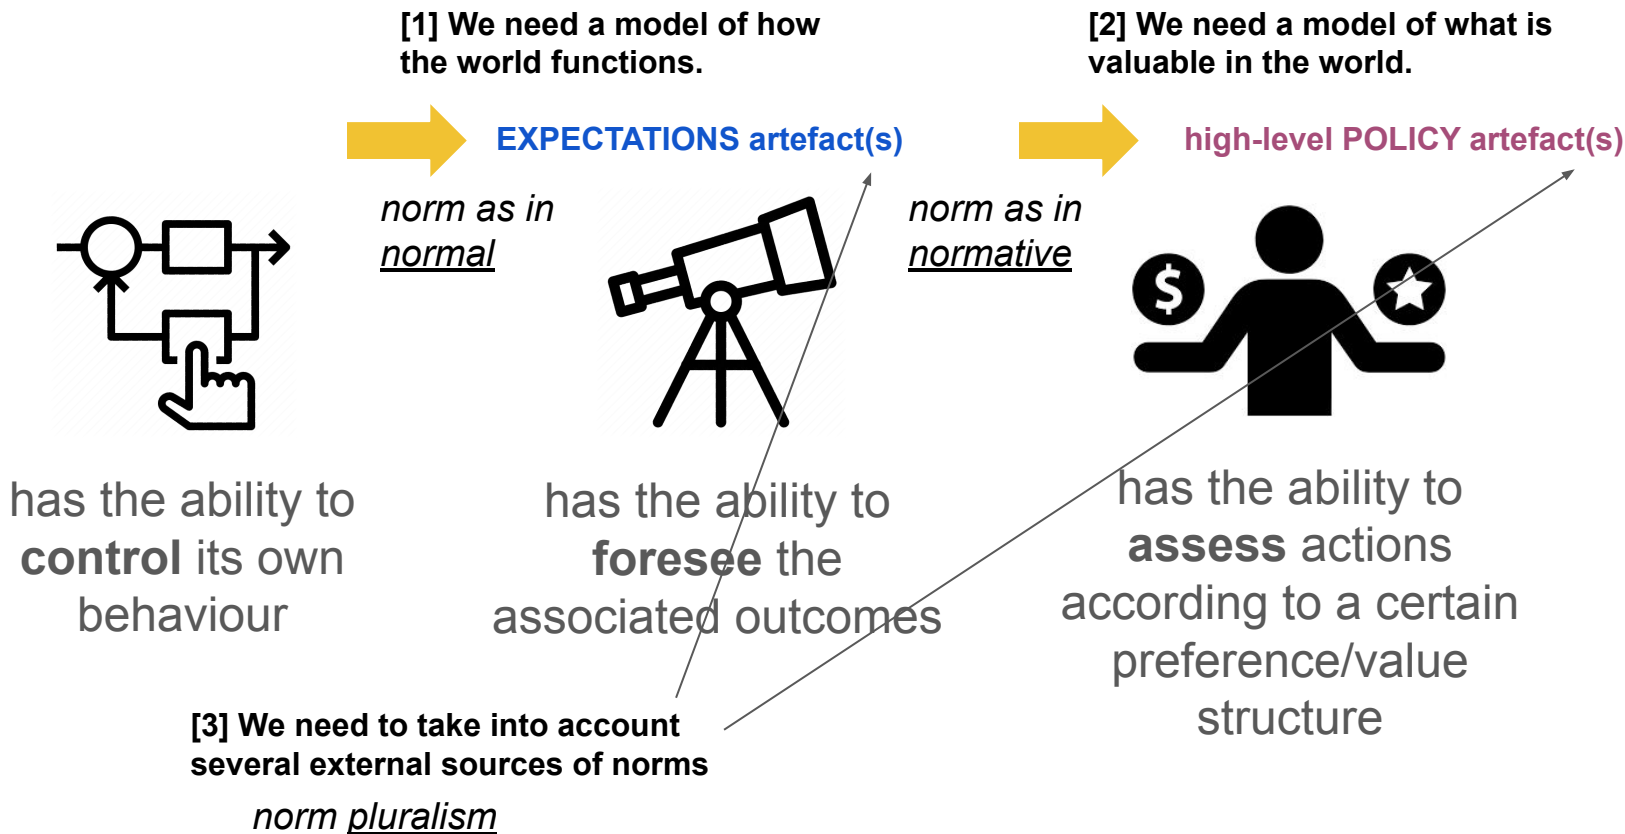 [1] We need a model of how
the world functions.
[2] We need a model of what is
valuable in the world.
EXPECTATIONS artefact(s)
high-level POLICY artefact(s)
norm as in
normal
norm as in
normative
$
has the ability to
control its own
behaviour
has the ability to
foresee the
associated outcomes
has the ability to
assess actions
according to a certain
preference/value
structure
[3] We need to take into account
several external sources of norms
norm pluralism